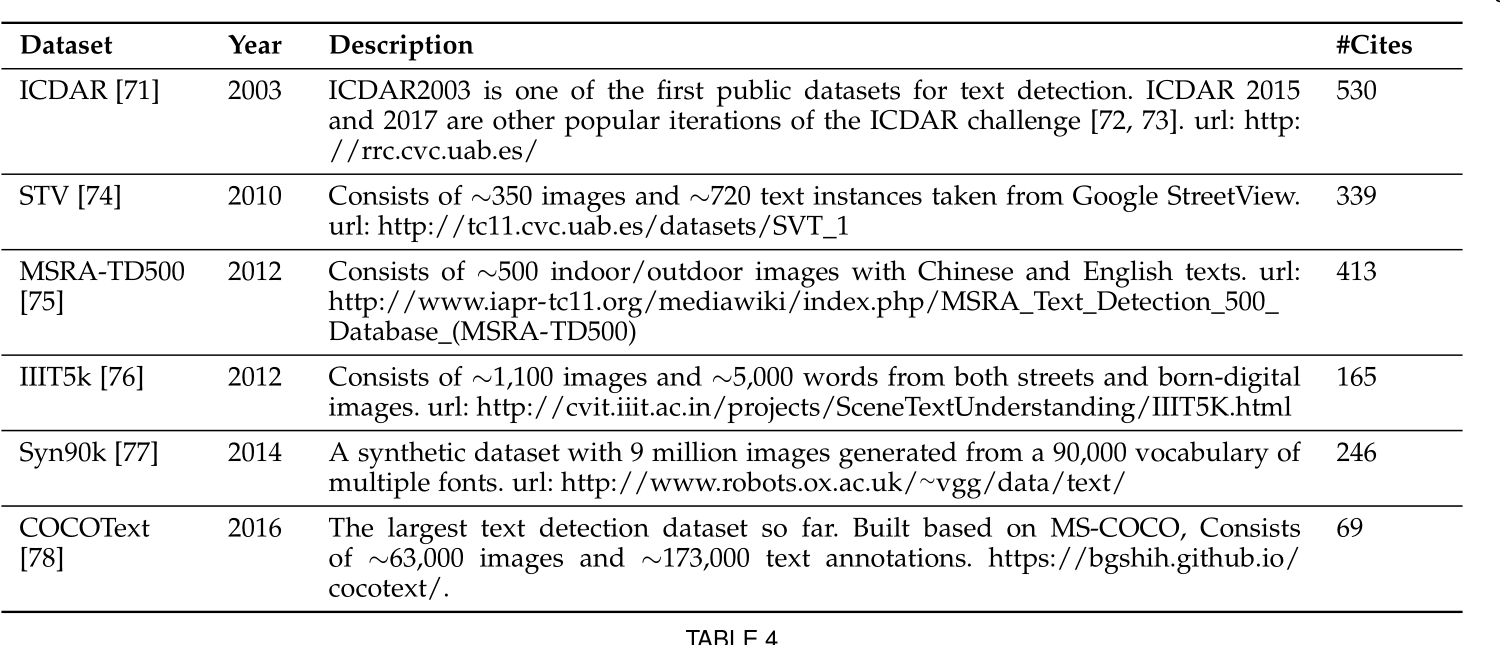 Dataset Year Description #Cites
ICDAR [71] 2003 ICDAR2003 is one of the first public datasets for text detection. ICDAR 2015 530
and 2017 are other popular iterations of the ICDAR challenge [72, 73]. url: http:
//rrc.cvc.uab.es/
STV [74] 2010 Consists of ∼350 images and ∼720 text instances taken from Google StreetView. 339
url: http://tc11.cvc.uab.es/datasets/SVT_1
MSRA-TD500 2012 Consists of ∼500 indoor/outdoor images with Chinese and English texts. url: 413
[75] http://www.iapr-tc11.org/mediawiki/index.php/MSRA_Text_Detection_500_
Database_(MSRA-TD500)
IIIT5k [76] 2012 Consists of ∼1,100 images and ∼5,000 words from both streets and born-digital 165
images. url: http://cvit.iiit.ac.in/projects/SceneTextUnderstanding/IIIT5K.html
Syn90k [77] 2014 A synthetic dataset with 9 million images generated from a 90,000 vocabulary of 246
multiple fonts. url: http://www.robots.ox.ac.uk/~vgg/data/text/
COCOText 2016 The largest text detection dataset so far. Built based on MS-COCO, Consists 69
[78] of ∼63,000 images and ∼173,000 text annotations. https://bgshih.github.io/
cocotext/.
TABLE 4